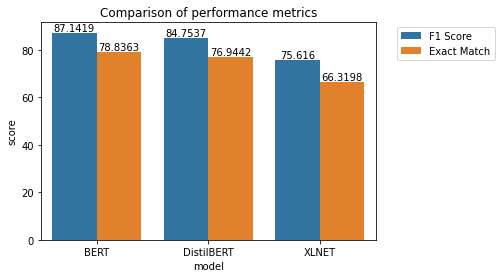 Comparison of performance metrics
87.1419
84.7537
78.8363
76.9442
75.616
66.3198
F1 Score
Exact Match
score
80
60
40
20
0
BERT DistilBERT XLNET
model